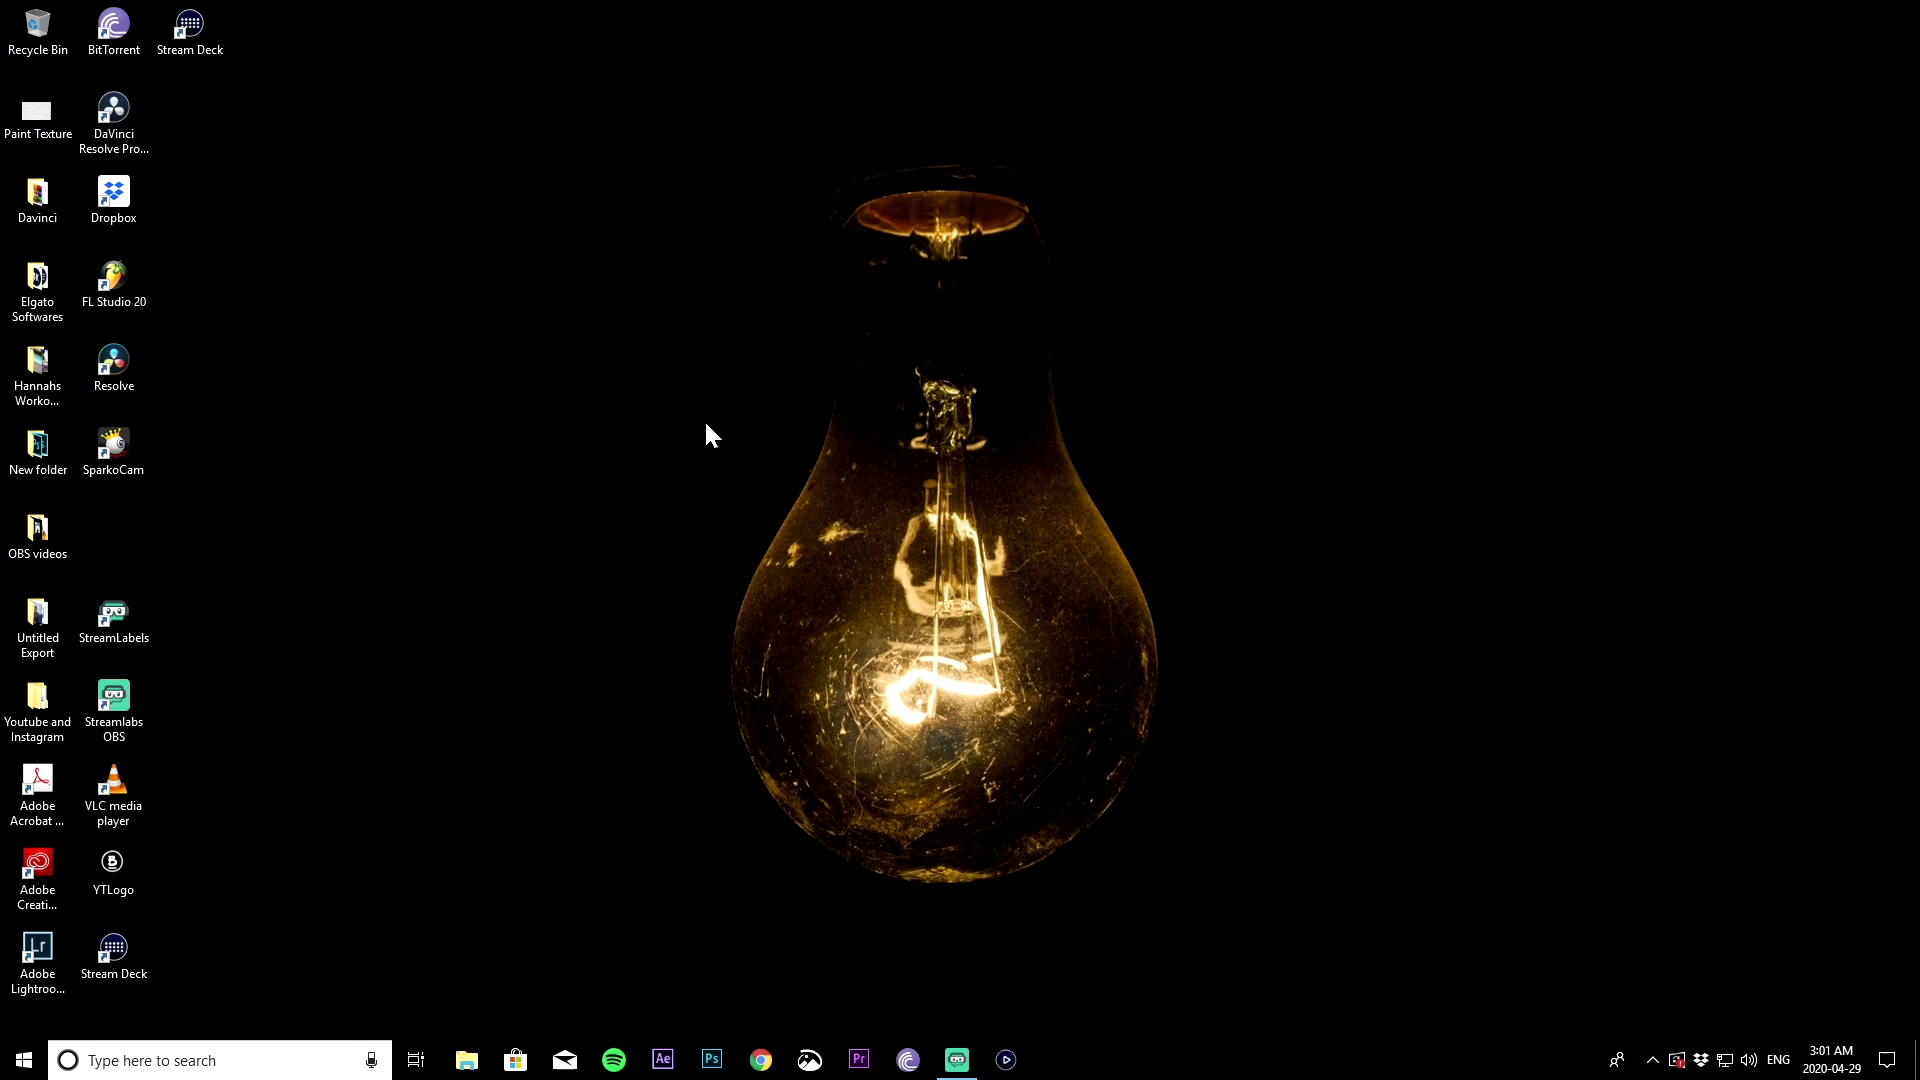 Recycle Bin
BitTorrent
Stream Deck
Paint Texture
DaVinci
Resolve Pro...
Davinci
Dropbox
Elgato
Softwares
FL Studio 20
Hannahs
Worko...
Resolve
New folder
SparkoCam
OBS videos
Untitled
Export
StreamLabels
Youtube and
Instagram
Streamlabs
OBS
Adobe
Acrobat ...
VLC media
player
Adobe
Creati...
B
YTLogo
Lr
Adobe
Lightroo...
Stream Deck
Type here to search
Ae
Ps
Pr
ENG
3:01 AM
2020-04-29